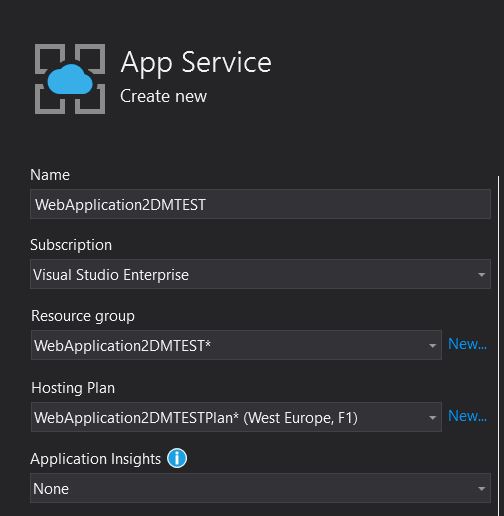 App Service
Create new
Name
WebApplication2DMTEST
Subscription
Visual Studio Enterprise
Resource group
WebApplication2DMTEST* New...
Hosting Plan
WebApplication2DMTESTPlan* (West Europe, F1) New...
Application Insights i
None